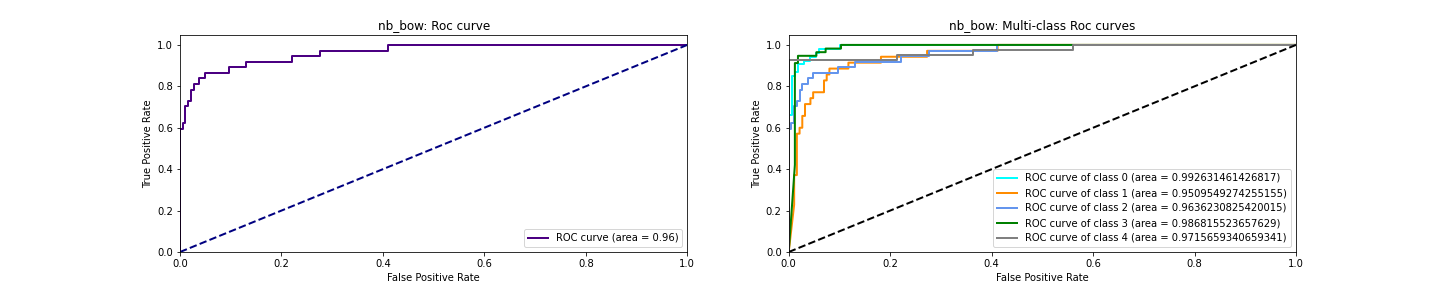 nb_bow: Roc curve
1.0
0.8
0.6
0.4
0.2
0.0
True Positive Rate
0.0 0.2 0.4 0.6 0.8 1.0
False Positive Rate
ROC curve (area = 0.96)
nb_bow: Multi-class Roc curves
1.0
0.8
0.6
0.4
0.2
0.0
True Positive Rate
0.0 0.2 0.4 0.6 0.8 1.0
False Positive Rate
ROC curve of class 0 (area = 0.992631461426817)
ROC curve of class 1 (area = 0.9509549274255155)
ROC curve of class 2 (area = 0.9636230825420015)
ROC curve of class 3 (area = 0.986815523657629)
ROC curve of class 4 (area = 0.9715659340659341)